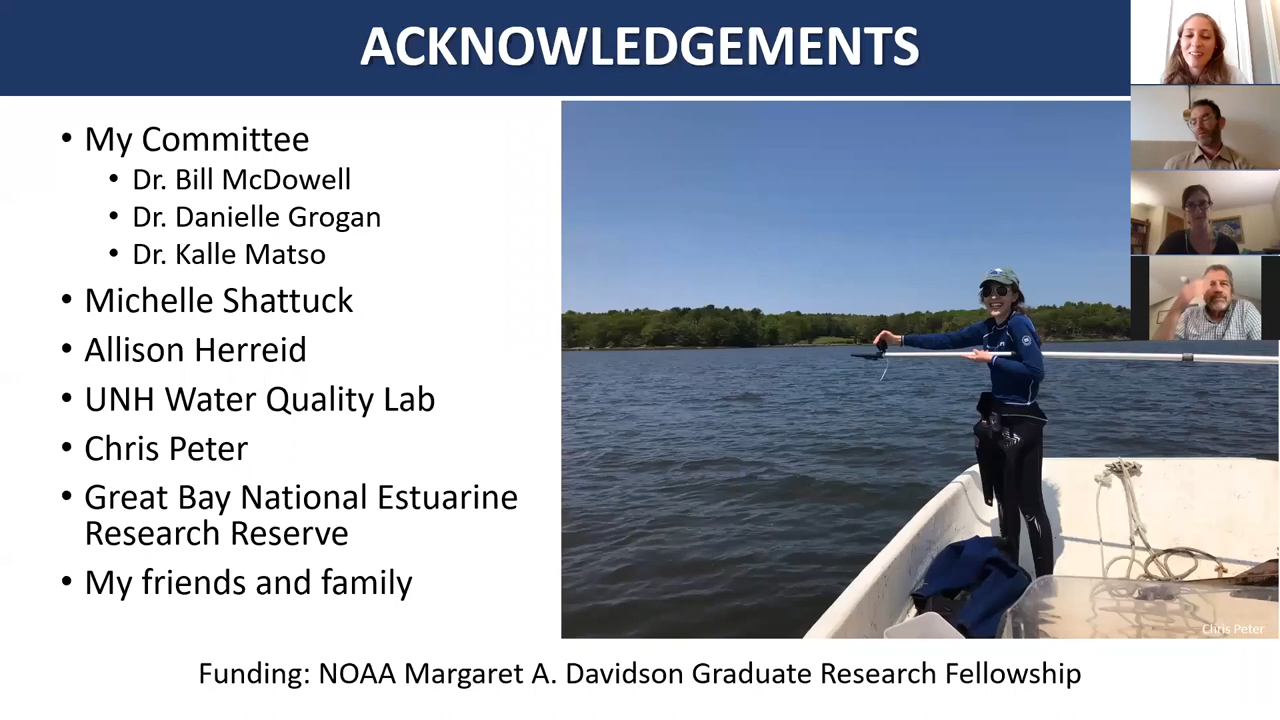 ACKNOWLEDGEMENTS
• My Committee
• Dr. Bill McDowell
• Dr. Danielle Grogan
• Dr. Kalle Matso
• Michelle Shattuck
• Allison Herreid
• UNH Water Quality Lab
• Chris Peter
• Great Bay National Estuarine
Research Reserve
• My friends and family
Chris Peter
Funding: NOAA Margaret A. Davidson Graduate Research Fellowship